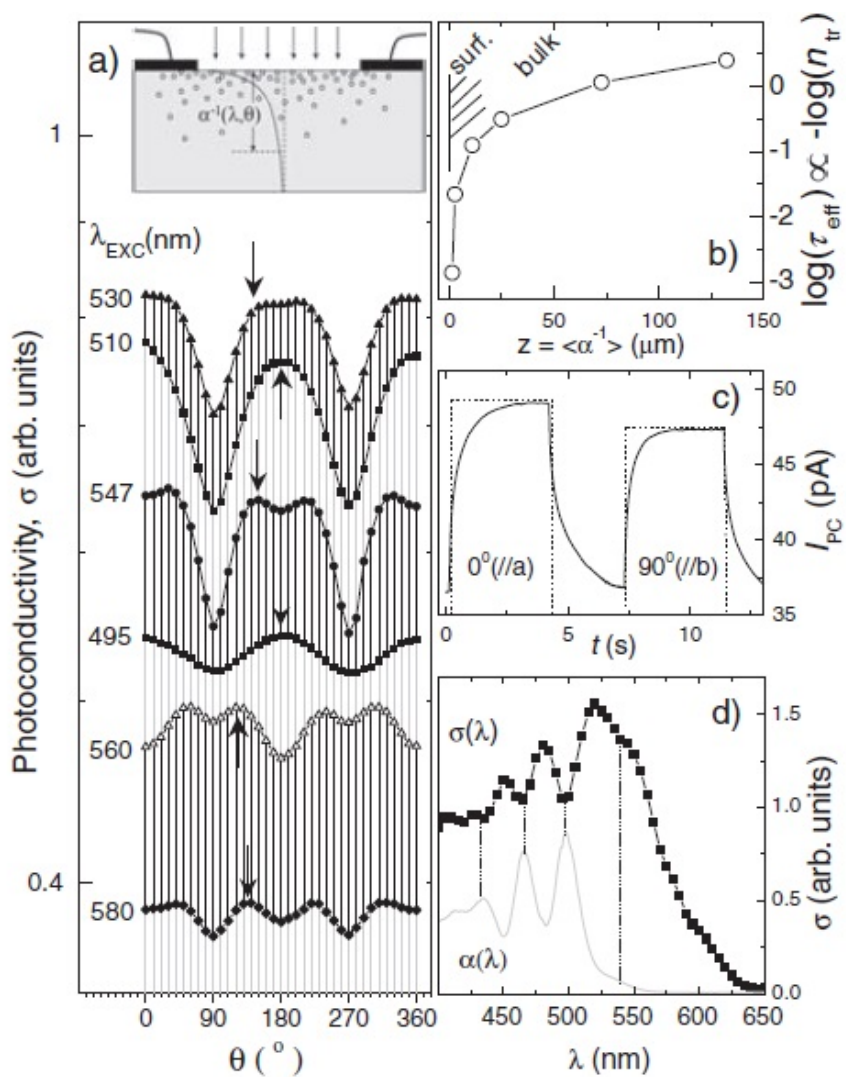 a)
α⁻¹(λ,θ)
1
λEXC(nm)
530
510
547
495
560
580
0.4
Photoconductivity, σ (arb. units)
0 90 180 270 360
θ (°)
surf.
bulk
b)
0
-1
-2
-3
log(τeff) ∝ -log(ntr)
0 50 100 150
z = <α⁻¹> (μm)
c)
50
45
40
35
IPC (pA)
0⁰(//a)
90⁰(//b)
0 5 10
t (s)
d)
σ(λ)
α(λ)
1.5
1.0
0.5
0.0
σ (arb. units)
450 500 550 600 650
λ (nm)